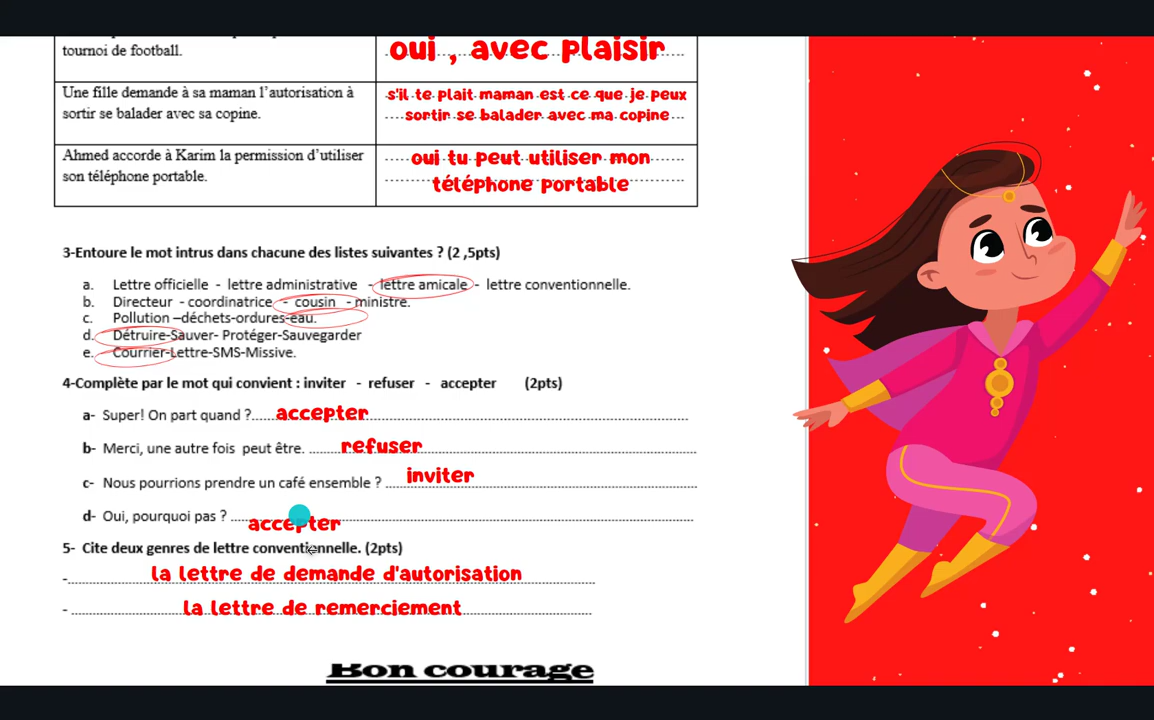 tournoi de football.
oui , avec plaisir
Une fille demande à sa maman l'autorisation à
sortir se balader avec sa copine.
s'il te plait maman est ce que je peux
sortir se balader avec ma copine
Ahmed accorde à Karim la permission d'utiliser
son téléphone portable.
oui tu peut utiliser mon
téléphone portable
3-Entoure le mot intrus dans chacune des listes suivantes ? (2 ,5pts)
a. Lettre officielle - lettre administrative - lettre amicale - lettre conventionnelle.
b. Directeur - coordinatrice - cousin - ministre.
c. Pollution –déchets-ordures-eau.
d. Détruire-Sauver- Protéger-Sauvegarder
e. Courrier-Lettre-SMS-Missive.
4-Complète par le mot qui convient : inviter - refuser - accepter (2pts)
a- Super! On part quand ? accepter
b- Merci, une autre fois peut être. refuser
c- Nous pourrions prendre un café ensemble ? inviter
d- Oui, pourquoi pas ? accepter
5- Cite deux genres de lettre conventionnelle. (2pts)
- la lettre de demande d'autorisation
- la lettre de remerciement
Bon courage